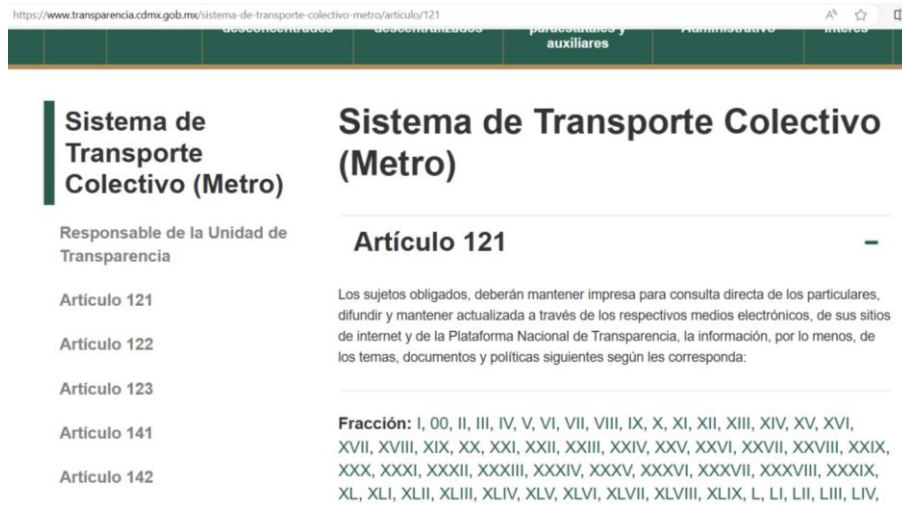 https://www.transparencia.cdmx.gob.mx/sistema-de-transporte-colectivo-metro/articulo/121
desconcentrados descentralizados paraestatales y Administrativo Interés
auxiliares
Sistema de
Transporte
Colectivo (Metro)
Responsable de la Unidad de
Transparencia
Artículo 121
Artículo 122
Artículo 123
Artículo 141
Artículo 142
Sistema de Transporte Colectivo
(Metro)
Artículo 121
Los sujetos obligados, deberán mantener impresa para consulta directa de los particulares,
difundir y mantener actualizada a través de los respectivos medios electrónicos, de sus sitios
de internet y de la Plataforma Nacional de Transparencia, la información, por lo menos, de
los temas, documentos y políticas siguientes según les corresponda:
Fracción: I, 00, II, III, IV, V, VI, VII, VIII, IX, X, XI, XII, XIII, XIV, XV, XVI,
XVII, XVIII, XIX, XX, XXI, XXII, XXIII, XXIV, XXV, XXVI, XXVII, XXVIII, XXIX,
XXX, XXXI, XXXII, XXXIII, XXXIV, XXXV, XXXVI, XXXVII, XXXVIII, XXXIX,
XL, XLI, XLII, XLIII, XLIV, XLV, XLVI, XLVII, XLVIII, XLIX, L, LI, LII, LIII, LIV,